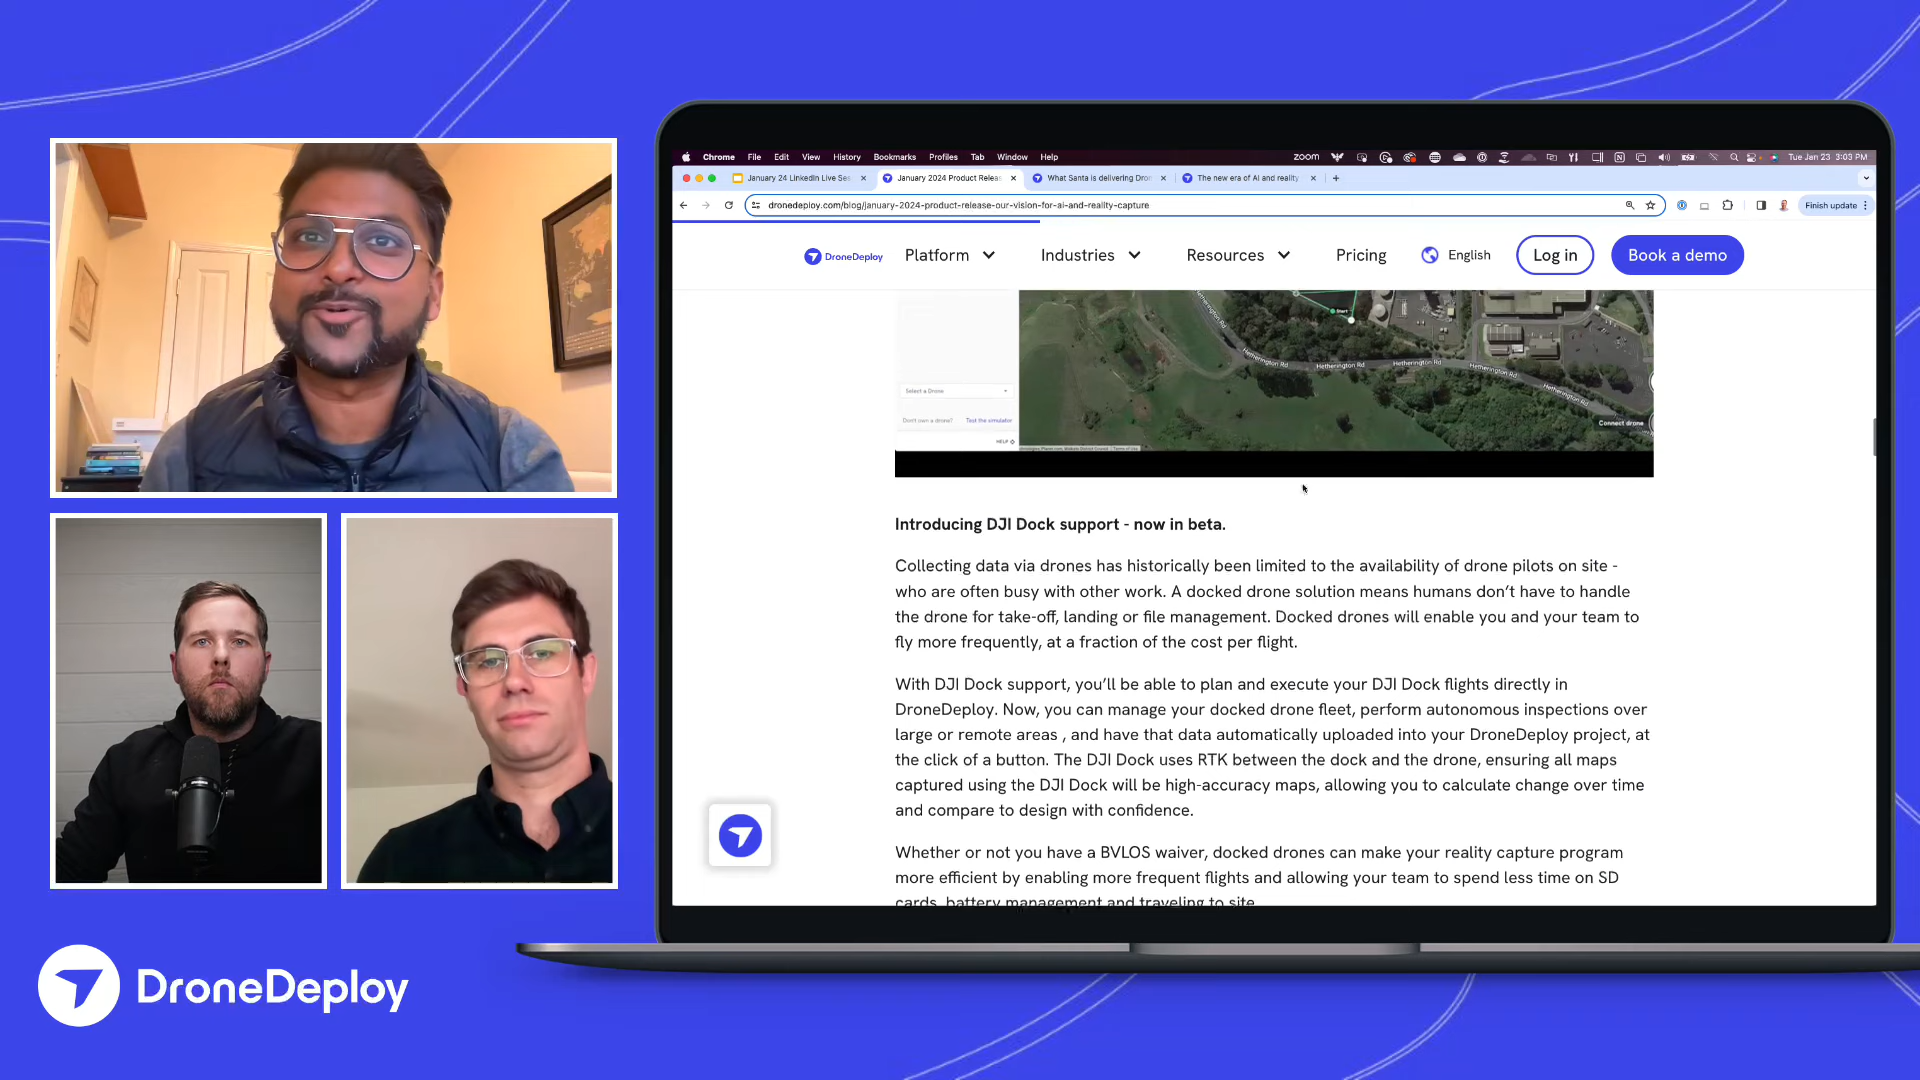 Chrome File Edit View History Bookmarks Profiles Tab Window Help
zoom Tue Jan 23 3:03 PM
January 24 LinkedIn Live Ses
January 2024 Product Releas
What Santa is delivering Dron
The new era of AI and reality
dronedeploy.com/blog/january-2024-product-release-our-vision-for-ai-and-reality-capture
Finish update
DroneDeploy Platform Industries Resources Pricing English Log in Book a demo
Start
Hetherington Rd
Hetherington Rd
Hetherington Rd
Hetherington Rd
Hetherington Rd
Hetherington Rd
Select a Drone
Don't own a drone? Test the simulator
HELP
Connect drone
Introducing DJI Dock support - now in beta.
Collecting data via drones has historically been limited to the availability of drone pilots on site -
who are often busy with other work. A docked drone solution means humans don’t have to handle
the drone for take-off, landing or file management. Docked drones will enable you and your team to
fly more frequently, at a fraction of the cost per flight.
With DJI Dock support, you’ll be able to plan and execute your DJI Dock flights directly in
DroneDeploy. Now, you can manage your docked drone fleet, perform autonomous inspections over
large or remote areas , and have that data automatically uploaded into your DroneDeploy project, at
the click of a button. The DJI Dock uses RTK between the dock and the drone, ensuring all maps
captured using the DJI Dock will be high-accuracy maps, allowing you to calculate change over time
and compare to design with confidence.
Whether or not you have a BVLOS waiver, docked drones can make your reality capture program
more efficient by enabling more frequent flights and allowing your team to spend less time on SD
cards, battery management and traveling to site.
DroneDeploy